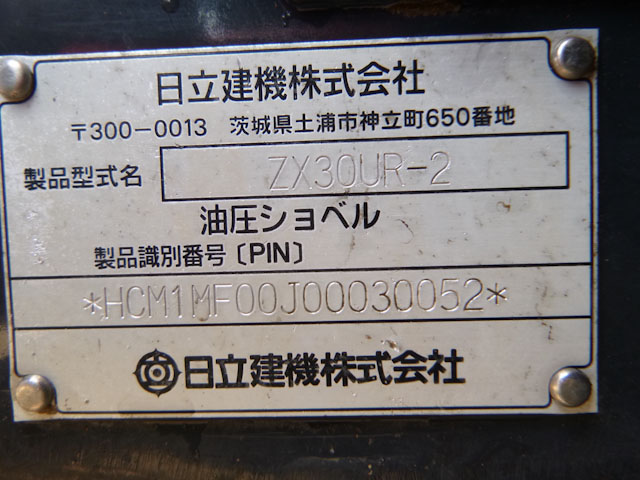 日立建機株式会社
〒300-0013 茨城県土浦市神立町650番地
製品型式名 ZX30UR-2
油圧ショベル
製品識別番号〔PIN〕
*HCM1MF00J00030052*
日立建機株式会社